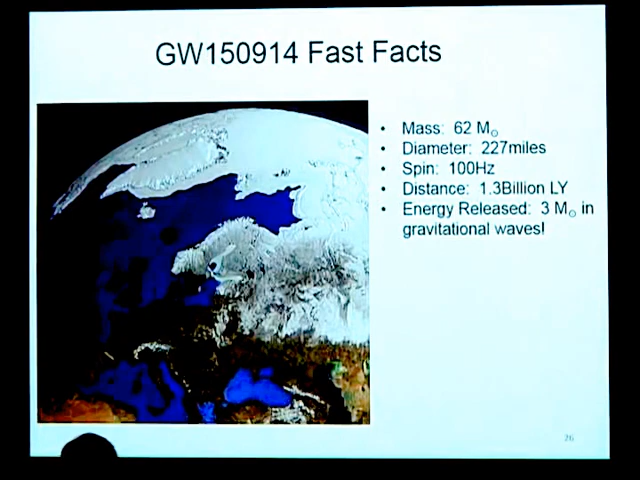 GW150914 Fast Facts
• Mass: 62 M☉
• Diameter: 227miles
• Spin: 100Hz
• Distance: 1.3Billion LY
• Energy Released: 3 M☉ in
gravitational waves!
26